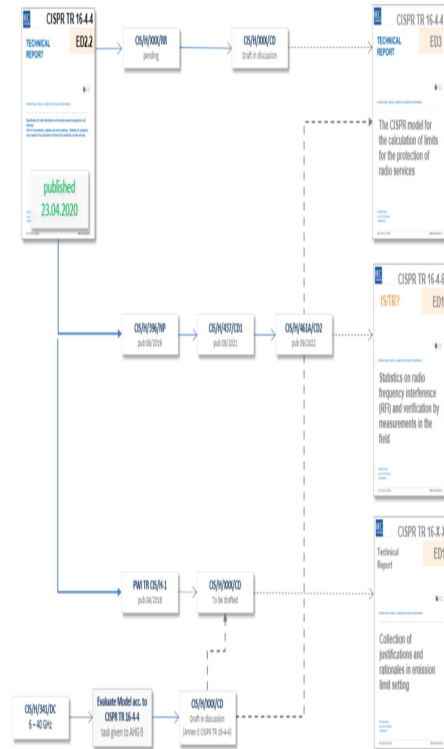 CISPR TR 16-4-4
TECHNICAL
REPORT
ED2.2
published
23.04.2020
CIS/H/XXX/RR
pending
CIS/H/XXX/CD
Draft in discussion
CISPR TR 16-4-4
TECHNICAL
REPORT
ED3
The CISPR model for
the calculation of limits
for the protection of
radio services
CIS/H/396/NP
pub 06/2019
CIS/H/437/CD1
pub 08/2021
CIS/H/461A/CD2
pub 08/2022
CISPR TR 16-4-6
IS/TR?
ED1
Statistics on radio
frequency interference
(RFI) and verification by
measurements in the
field
PWI TR CIS/H-1
pub 04/2018
CIS/H/XXX/CD
To be drafted
CISPR TR 16-X-X
Technical
Report
ED1
Collection of
justifications and
rationales in emission
limit setting
CIS/H/341/DC
6 – 40 GHz
Evaluate Model acc. to
CISPR TR 16-4-4
task given to AHG 9
CIS/H/XXX/CD
Draft in discussion
(Annex E CISPR TR 16-4-4)